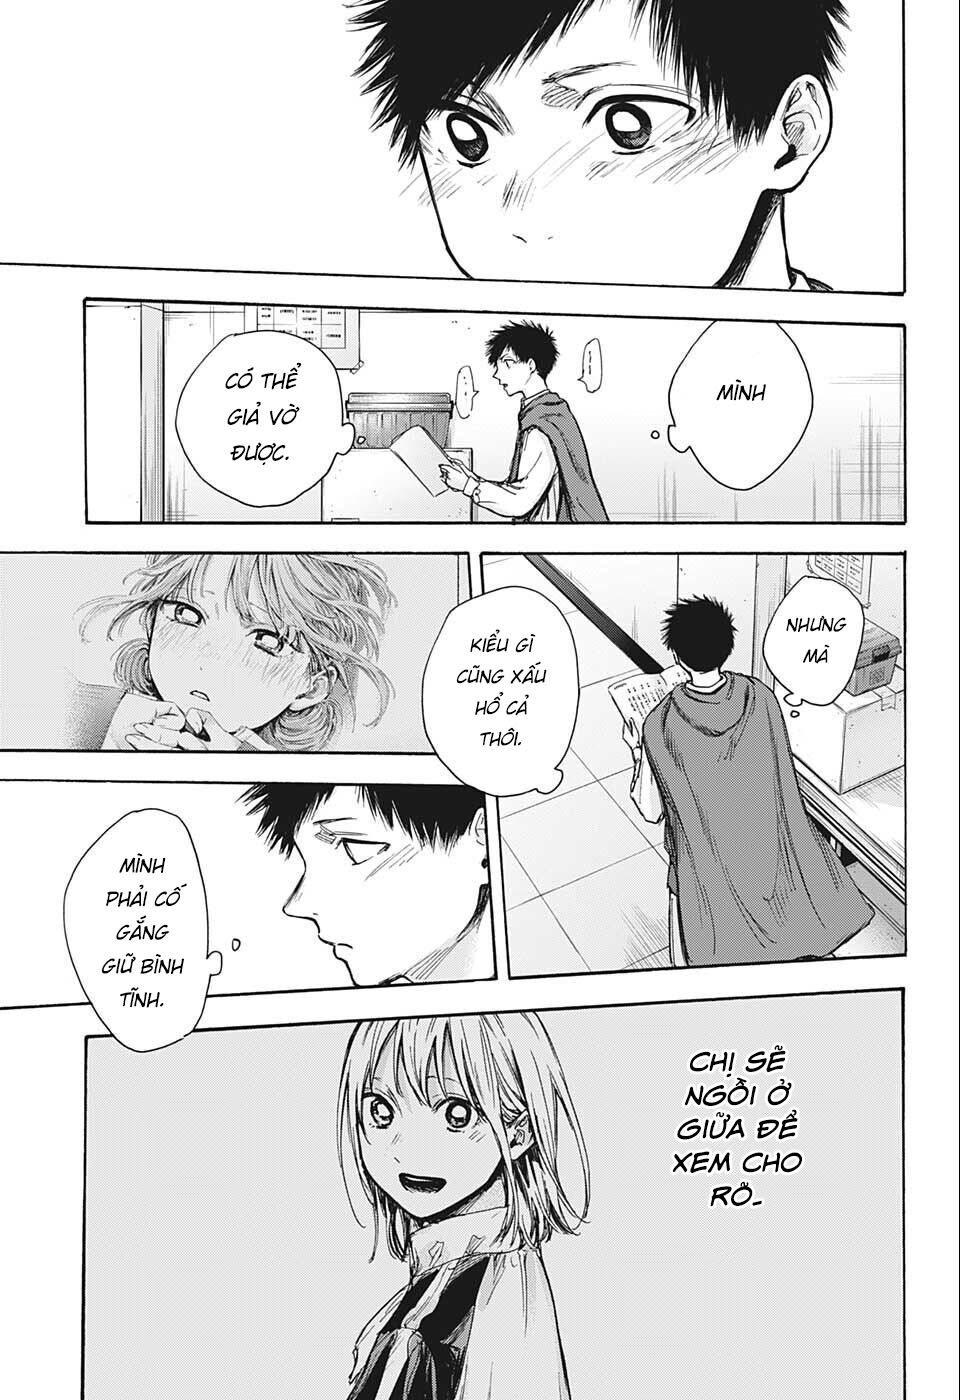 MÌNH
CÓ THỂ
GIẢ VỜ
ĐƯỢC.
NHƯNG
MÀ
KIỂU GÌ
CŨNG XẤU
HỔ CẢ
THÔI.
MÌNH
PHẢI CỐ
GẮNG
GIỮ BÌNH
TĨNH.
CHỊ SẼ
NGỒI Ở
GIỮA ĐỂ
XEM CHO
RÕ_